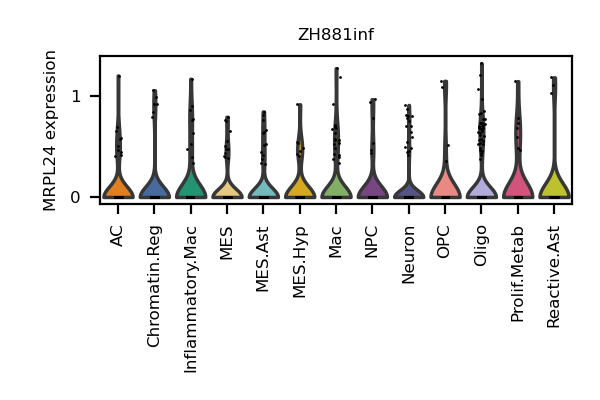 ZH881inf
MRPL24 expression
1
0
AC
Chromatin.Reg
Inflammatory.Mac
MES
MES.Ast
MES.Hyp
Mac
NPC
Neuron
OPC
Oligo
Prolif.Metab
Reactive.Ast